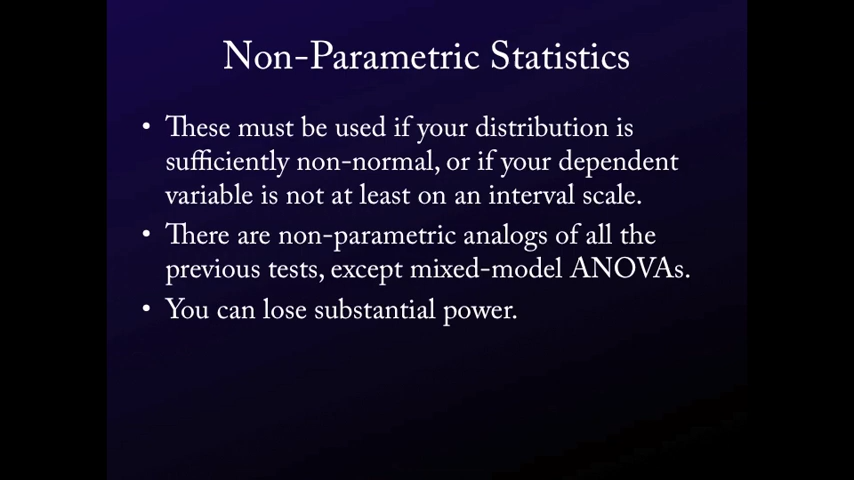 Non-Parametric Statistics
• These must be used if your distribution is
sufficiently non-normal, or if your dependent
variable is not at least on an interval scale.
• There are non-parametric analogs of all the
previous tests, except mixed-model ANOVAs.
• You can lose substantial power.